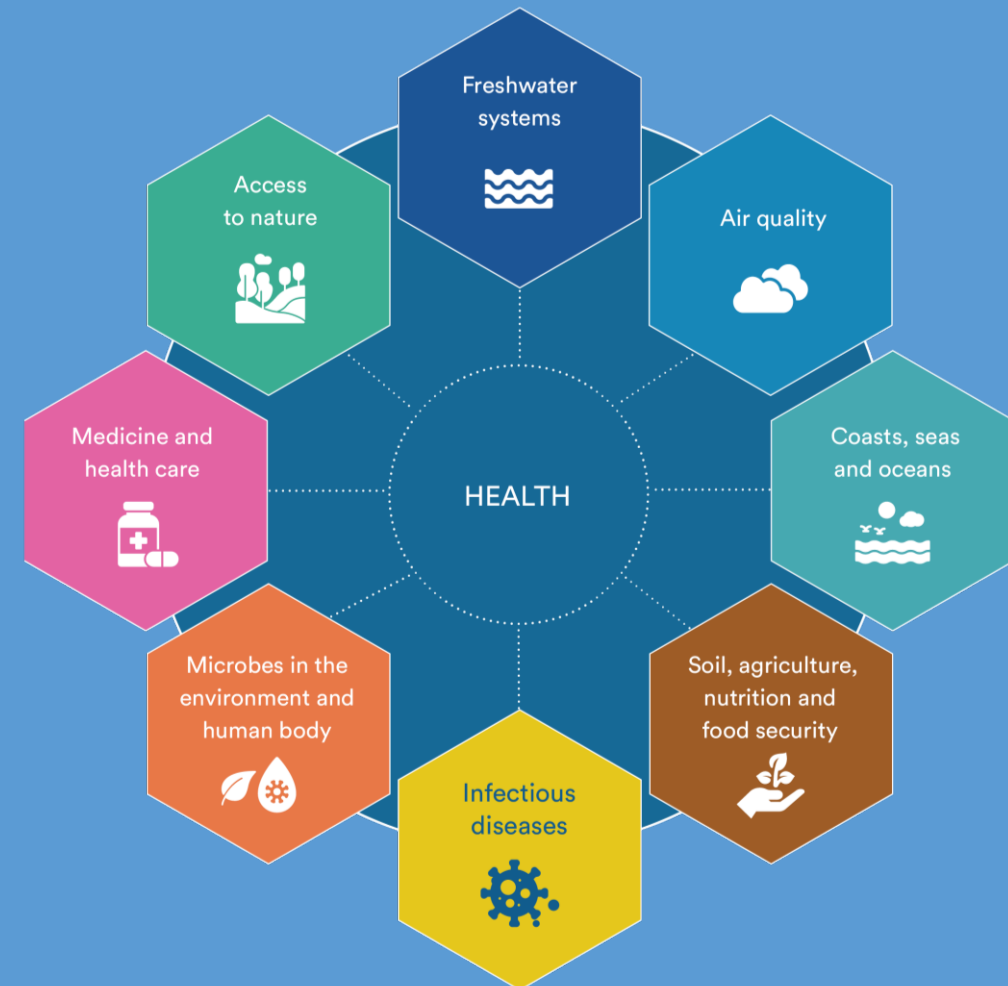 Freshwater
systems
Air quality
Coasts, seas
and oceans
Soil, agriculture,
nutrition and
food security
Infectious
diseases
Microbes in the
environment and
human body
Medicine and
health care
Access
to nature
HEALTH